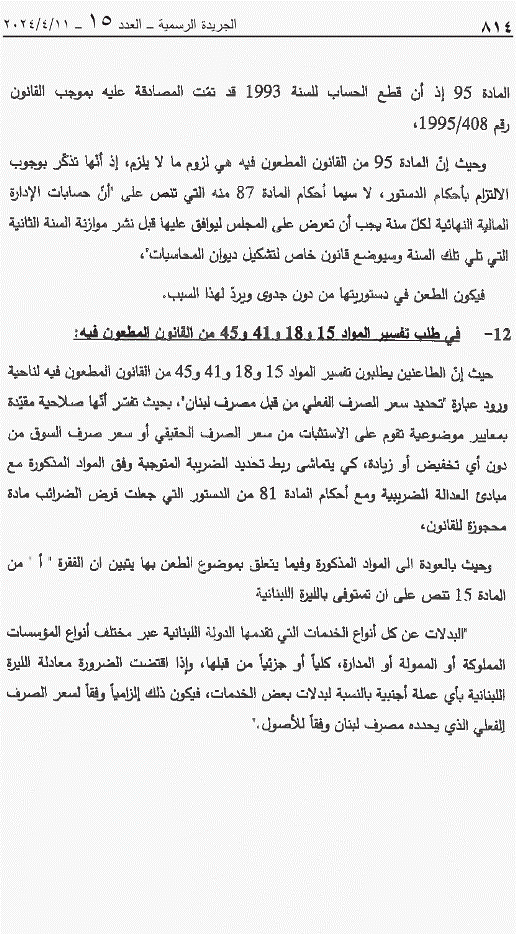 ٨١٤
الجريدة الرسمية – العدد ١٥ – ٢٠٢٤/٤/١١
المادة 95 إذ أن قطع الحساب للسنة 1993 قد تمّت المصادقة عليه بموجب القانون
رقم 1995/408،
وحيث إنّ المادة 95 من القانون المطعون فيه هي لزوم ما لا يلزم، إذ أنّها تذكّر بوجوب
الالتزام بأحكام الدستور، لا سيما أحكام المادة 87 منه التي تنص على "أنّ حسابات الإدارة
المالية النهائية لكلّ سنة يجب أن تعرض على المجلس ليوافق عليها قبل نشر موازنة السنة الثانية
التي تلي تلك السنة وسيوضع قانون خاص لتشكيل ديوان المحاسبات"،
فيكون الطعن في دستوريتها من دون جدوى ويردّ لهذا السبب.
12- في طلب تفسير المواد 15 و18 و41 و45 من القانون المطعون فيه:
حيث إنّ الطاعنين يطلبون تفسير المواد 15 و18 و41 و45 من القانون المطعون فيه لناحية
ورود عبارة "تحديد سعر الصرف الفعلي من قبل مصرف لبنان"، بحيث تفسّر أنّها صلاحية مقيّدة
بمعايير موضوعية تقوم على الاستثبات من سعر الصرف الحقيقي أو سعر صرف السوق من
دون أي تخفيض أو زيادة، كي يتماشى ربط تحديد الضريبة المتوجبة وفق المواد المذكورة مع
مبادئ العدالة الضريبية ومع أحكام المادة 81 من الدستور التي جعلت فرض الضرائب مادة
محجوزة للقانون،
وحيث بالعودة الى المواد المذكورة وفيما يتعلق بموضوع الطعن بها يتبين ان الفقرة " أ " من
المادة 15 تنص على ان تستوفى بالليرة اللبنانية
"البدلات عن كل أنواع الخدمات التي تقدمها الدولة اللبنانية عبر مختلف أنواع المؤسسات
المملوكة أو الممولة أو المدارة، كلياً أو جزئياً من قبلها، وإذا اقتضت الضرورة معادلة الليرة
اللبنانية بأي عملة أجنبية بالنسبة لبدلات بعض الخدمات، فيكون ذلك إلزامياً وفقاً لسعر الصرف
الفعلي الذي يحدده مصرف لبنان وفقاً للأصول."